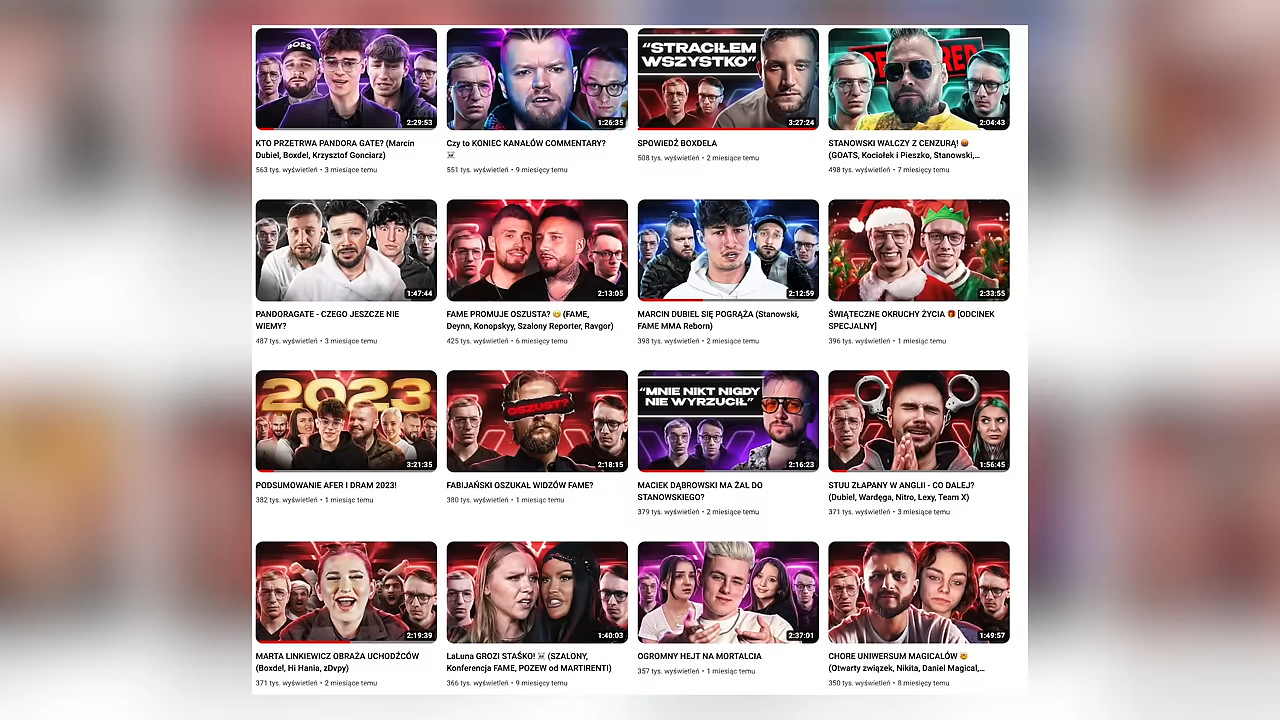 BOSS
2:29:53
1:26:35
"STRACIŁEM
WSZYSTKO"
3:27:24
2:04:43
KTO PRZETRWA PANDORA GATE? (Marcin
Dubiel, Boxdel, Krzysztof Gonciarz)
563 tys. wyświetleń • 3 miesiące temu
Czy to KONIEC KANAŁÓW COMMENTARY?
☠️
551 tys. wyświetleń • 9 miesięcy temu
SPOWIEDŹ BOXDELA
508 tys. wyświetleń • 2 miesiące temu
STANOWSKI WALCZY Z CENZURĄ! 🤬
(GOATS, Kociołek i Pieszko, Stanowski,...
498 tys. wyświetleń • 7 miesięcy temu
1:47:44
2:13:05
2:12:59
2:33:55
PANDORAGATE - CZEGO JESZCZE NIE
WIEMY?
487 tys. wyświetleń • 3 miesiące temu
FAME PROMUJE OSZUSTA? (FAME,
Deynn, Konopskyy, Szalony Reporter, Ravgor)
425 tys. wyświetleń • 6 miesięcy temu
MARCIN DUBIEL SIĘ POGRĄŻA (Stanowski,
FAME MMA Reborn)
398 tys. wyświetleń • 2 miesiące temu
ŚWIĄTECZNE OKRUCHY ŻYCIA 🎁 [ODCINEK
SPECJALNY]
396 tys. wyświetleń • 1 miesiąc temu
2023
3:21:35
OSZUST?
2:18:15
"MNIE NIKT NIGDY
NIE WYRZUCIŁ"
2:16:23
1:56:45
PODSUMOWANIE AFER I DRAM 2023!
382 tys. wyświetleń • 1 miesiąc temu
FABIJAŃSKI OSZUKAŁ WIDZÓW FAME?
380 tys. wyświetleń • 1 miesiąc temu
MACIEK DĄBROWSKI MA ŻAL DO
STANOWSKIEGO?
379 tys. wyświetleń • 2 miesiące temu
STUU ZŁAPANY W ANGLII - CO DALEJ?
(Dubiel, Wardęga, Nitro, Lexy, Team X)
371 tys. wyświetleń • 3 miesiące temu
2:19:39
1:40:03
2:37:01
1:49:57
MARTA LINKIEWICZ OBRAŻA UCHODŹCÓW
(Boxdel, Hi Hania, zDvpy)
371 tys. wyświetleń • 2 miesiące temu
LaLuna GROZI STAŚKO! ☠️ (SZALONY,
Konferencja FAME, POZEW od MARTIRENTI)
366 tys. wyświetleń • 9 miesięcy temu
OGROMNY HEJT NA MORTALCIA
357 tys. wyświetleń • 1 miesiąc temu
CHORE UNIWERSUM MAGICALÓW 🤯
(Otwarty związek, Nikita, Daniel Magical,...
350 tys. wyświetleń • 8 miesięcy temu